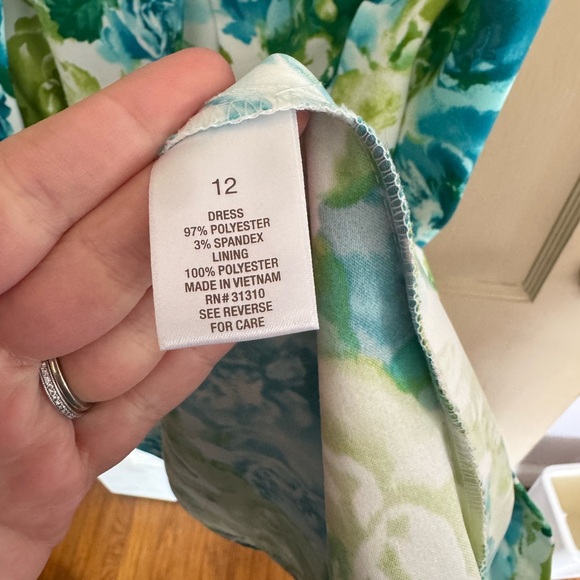 12
DRESS
97% POLYESTER
3% SPANDEX
LINING
100% POLYESTER
MADE IN VIETNAM
RN# 31310
SEE REVERSE
FOR CARE